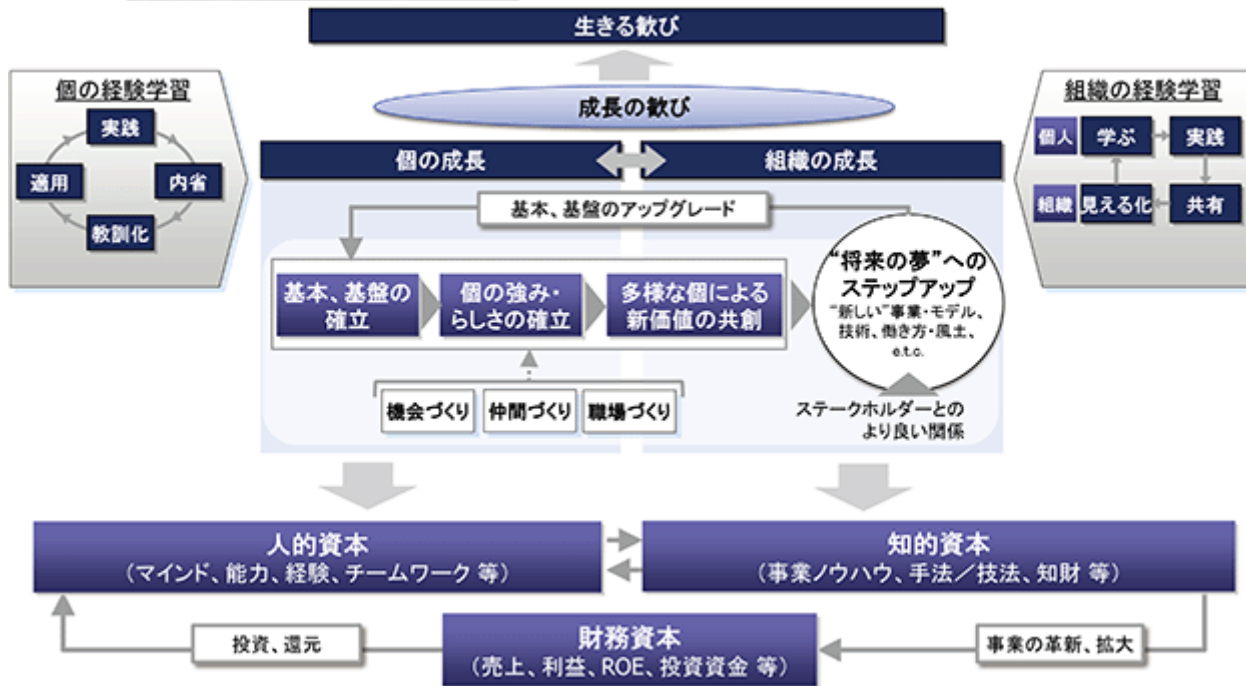 生きる歓び
成長の歓び
個の経験学習
実践
適用
内省
教訓化
組織の経験学習
個人
学ぶ
実践
組織
見える化
共有
個の成長
組織の成長
基本、基盤のアップグレード
基本、基盤の
確立
個の強み・
らしさの確立
多様な個による
新価値の共創
“将来の夢”への
ステップアップ
“新しい”事業・モデル、
技術、働き方・風土、
e.t.c.
機会づくり
仲間づくり
職場づくり
ステークホルダーとの
より良い関係
人的資本
（マインド、能力、経験、チームワーク 等）
知的資本
（事業ノウハウ、手法／技法、知財 等）
投資、還元
財務資本
（売上、利益、ROE、投資資金 等）
事業の革新、拡大